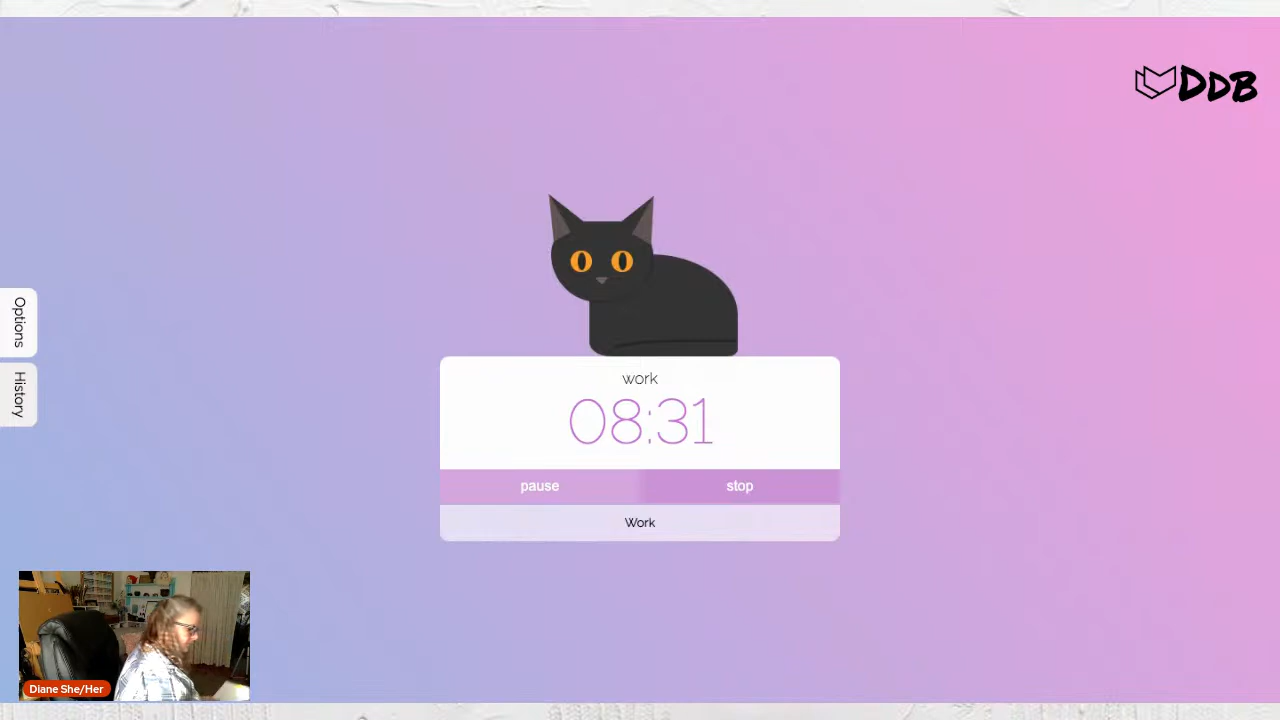 DDB
Options
History
work
08:31
pause stop
Work
Diane She/Her